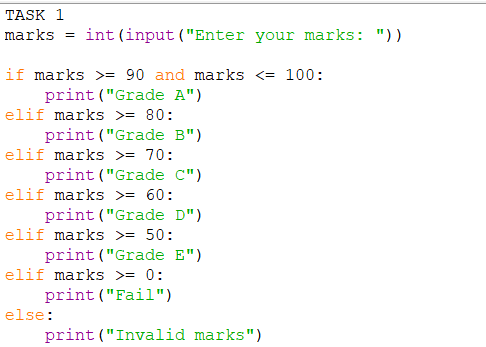 TASK 1
marks = int(input("Enter your marks: "))

if marks >= 90 and marks <= 100:
    print("Grade A")
elif marks >= 80:
    print("Grade B")
elif marks >= 70:
    print("Grade C")
elif marks >= 60:
    print("Grade D")
elif marks >= 50:
    print("Grade E")
elif marks >= 0:
    print("Fail")
else:
    print("Invalid marks")